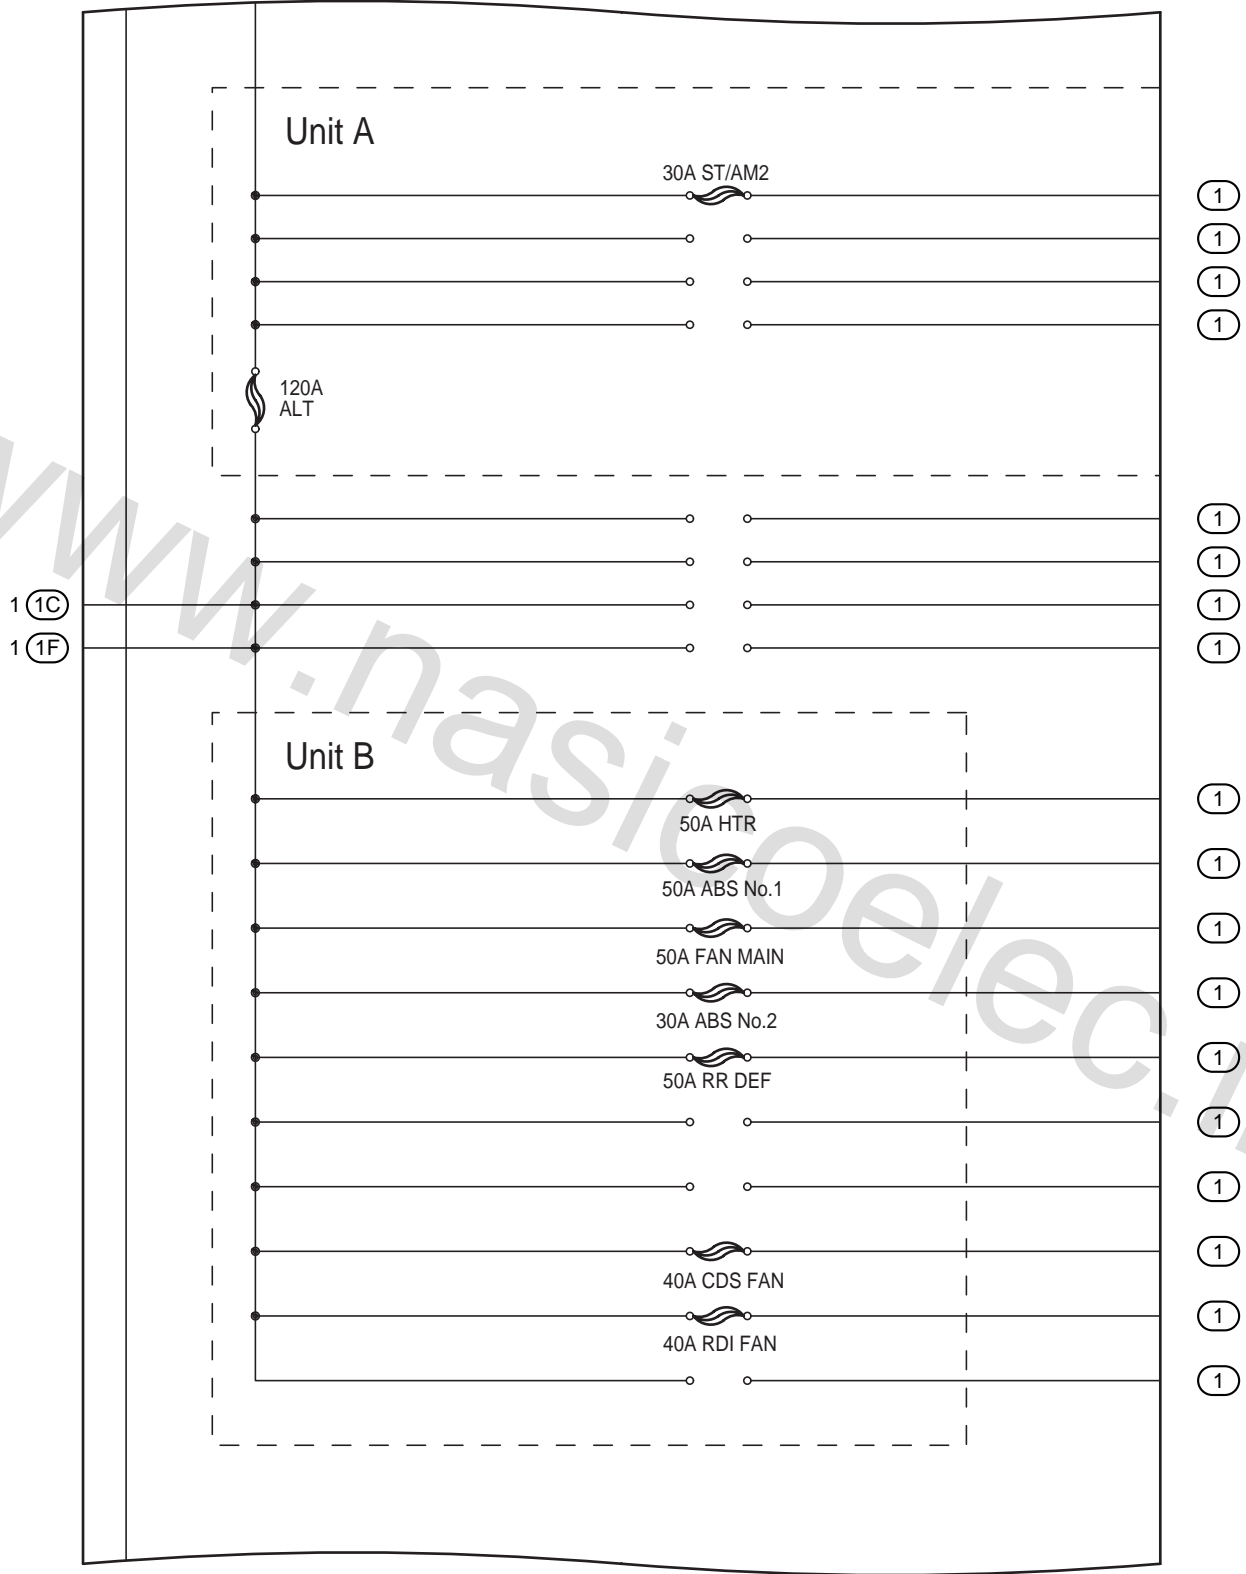 Unit A
30A ST/AM2
1
1
1
1
120A
ALT
1
1
1 1C
1
1 1F
1
Unit B
1
50A HTR
1
50A ABS No.1
1
50A FAN MAIN
1
30A ABS No.2
1
50A RR DEF
1
1
1
40A CDS FAN
1
40A RDI FAN
1
www.nasicoelec.